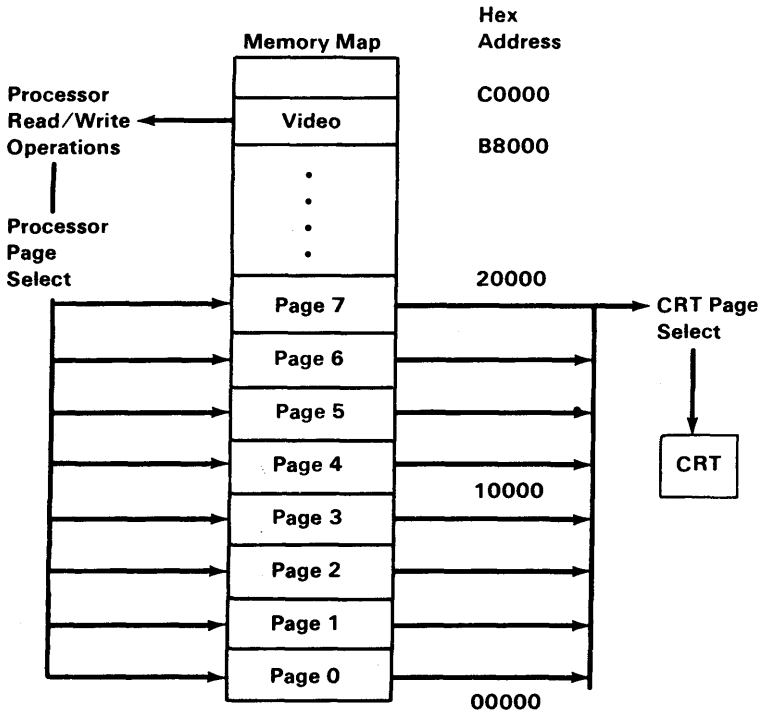 Memory Map
Hex
Address
Processor
Read/Write
Operations
C0000
Video
B8000
Processor
Page
Select
20000
Page 7
CRT Page
Select
Page 6
Page 5
Page 4
CRT
10000
Page 3
Page 2
Page 1
Page 0
00000